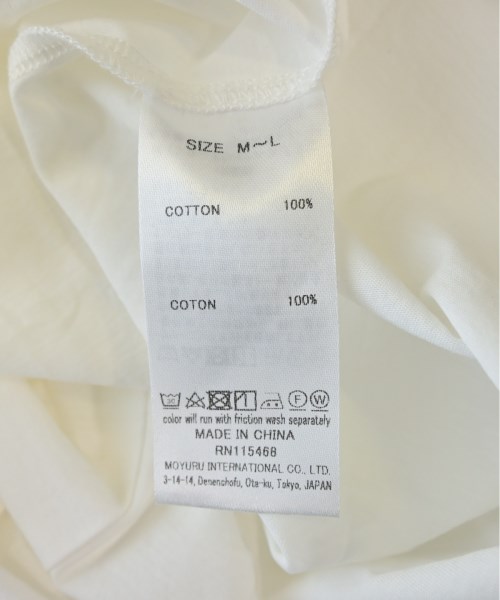 SIZE M~L
COTTON 100%
COTON 100%
F W
color will run with friction wash separately
MADE IN CHINA
RN115468
MOYURU INTERNATIONAL CO., LTD.
3-14-14, Denenchofu, Ota-ku, Tokyo, JAPAN